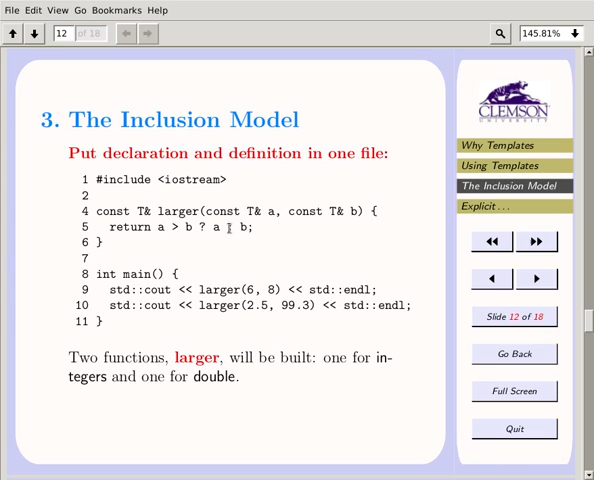 File Edit View Go Bookmarks Help
12 of 18
145.81%
3. The Inclusion Model
Put declaration and definition in one file:
1 #include <iostream>
2
4 const T& larger(const T& a, const T& b) {
5 return a > b ? a : b;
6 }
7
8 int main() {
9 std::cout << larger(6, 8) << std::endl;
10 std::cout << larger(2.5, 99.3) << std::endl;
11 }
Two functions, larger, will be built: one for in-
tegers and one for double.
CLEMSON
UNIVERSITY
Why Templates
Using Templates
The Inclusion Model
Explicit . . .
Slide 12 of 18
Go Back
Full Screen
Quit